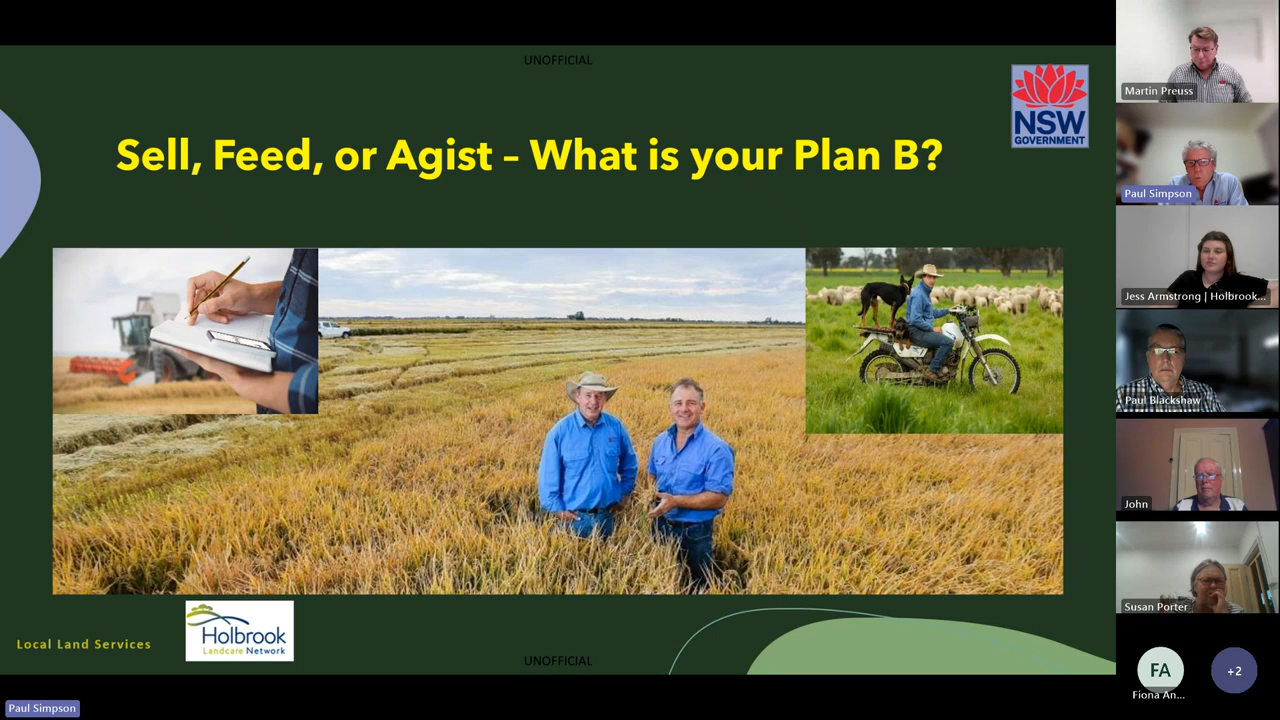 UNOFFICIAL
NSW
GOVERNMENT
Sell, Feed, or Agist – What is your Plan B?
Local Land Services
Holbrook
Landcare Network
UNOFFICIAL
Paul Simpson
Martin Preuss
Paul Simpson
Jess Armstrong | Holbrook...
Paul Blackshaw
John
Susan Porter
FA
Fiona An...
+2